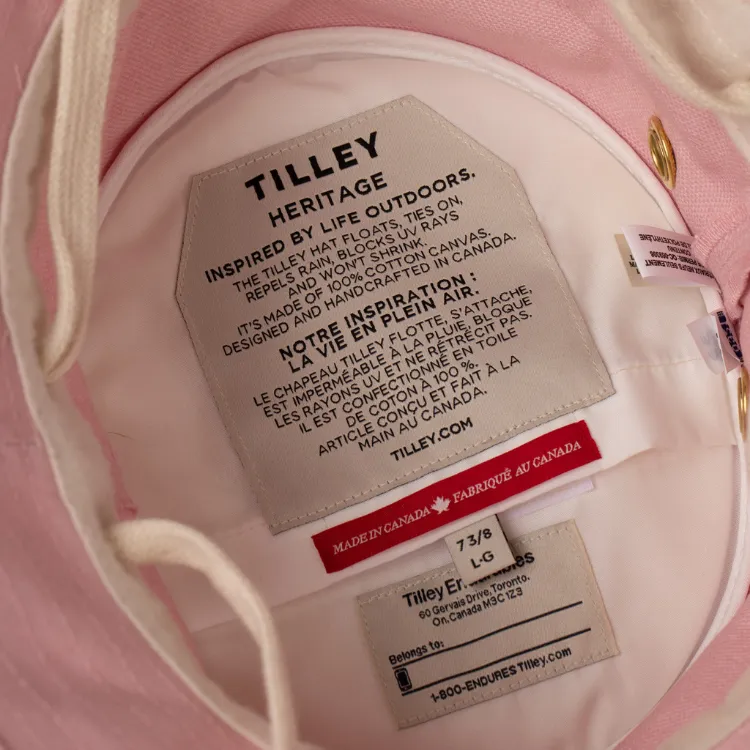 TILLEY
HERITAGE
INSPIRED BY LIFE OUTDOORS.
THE TILLEY HAT FLOATS, TIES ON,
REPELS RAIN, BLOCKS UV RAYS
AND WON'T SHRINK.
IT'S MADE OF 100% COTTON CANVAS.
DESIGNED AND HANDCRAFTED IN CANADA.
NOTRE INSPIRATION :
LA VIE EN PLEIN AIR.
LE CHAPEAU TILLEY FLOTTE, S'ATTACHE,
EST IMPERMÉABLE À LA PLUIE, BLOQUE
LES RAYONS UV ET NE RÉTRÉCIT PAS.
IL EST CONFECTIONNÉ EN TOILE
DE COTON À 100 %.
ARTICLE CONÇU ET FAIT À LA
MAIN AU CANADA.
TILLEY.COM
MADE IN CANADA FABRIQUÉ AU CANADA
7 3/8
L-G
Tilley
60 Gervais Drive, Toronto.
On, Canada M3C 1Z3
Belongs to:
1-800-ENDURES Tilley.com
DE POLYETHYLENE
CONTENU